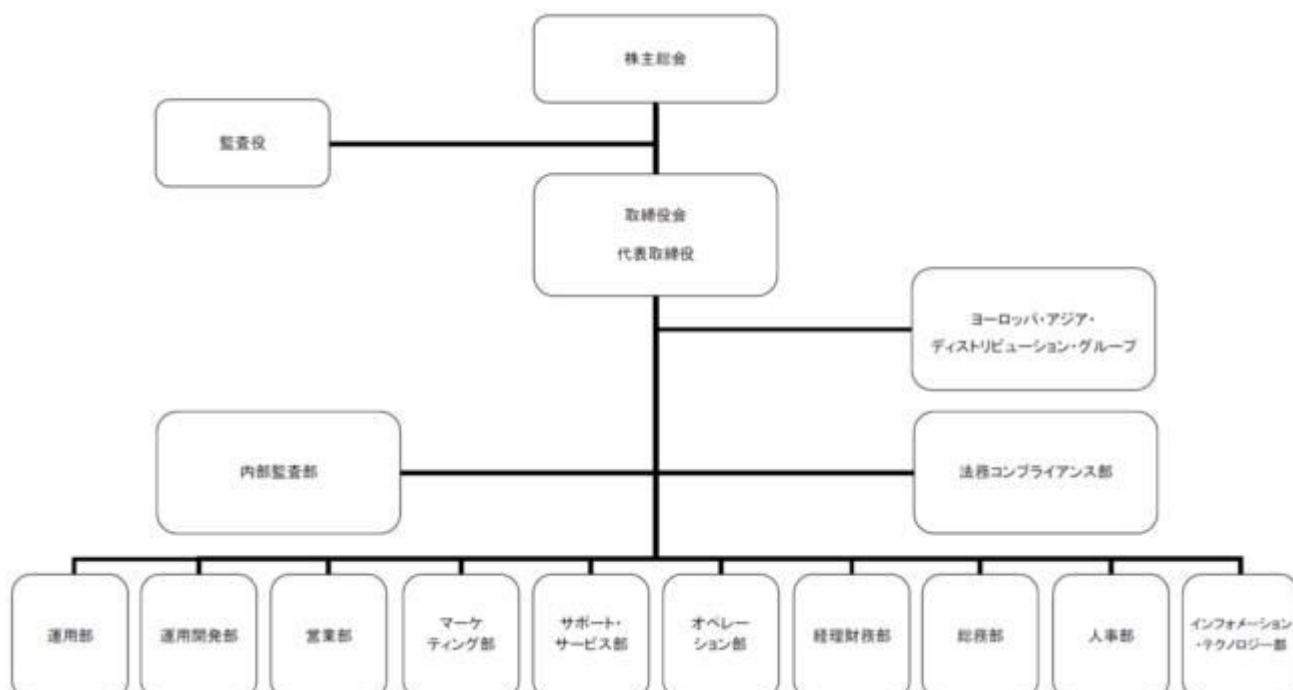 株主総会
監査役
取締役会
代表取締役
ヨーロッパ・アジア・
ディストリビューション・グループ
内部監査部
法務コンプライアンス部
運用部
運用開発部
営業部
マーケ
ティング部
サポート・
サービス部
オペレー
ション部
経理財務部
総務部
人事部
インフォメーション
・テクノロジー部